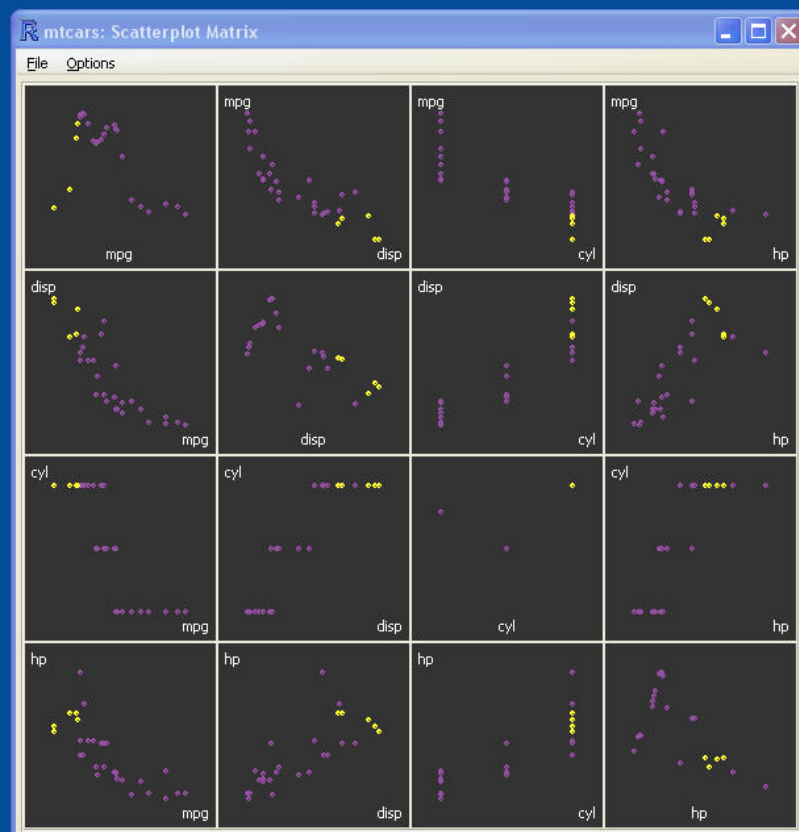 R mtcars: Scatterplot Matrix
File Options
mpg
mpg
disp
mpg
cyl
mpg
hp
disp
mpg
disp
disp
cyl
disp
hp
cyl
mpg
cyl
disp
cyl
cyl
hp
hp
mpg
hp
disp
hp
cyl
hp